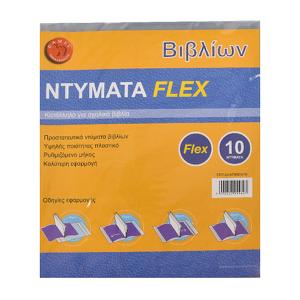 Βιβλίων
ΝΤΥΜΑΤΑ FLEX
Κατάλληλο για σχολικά βιβλία
Προστατευτικά ντύματα βιβλίων
Υψηλής ποιότητας πλαστικό
Ρυθμιζόμενο μήκος
Καλύτερη εφαρμογή
Flex
10
ΝΤΥΜΑΤΑ
Οδηγίες εφαρμογής